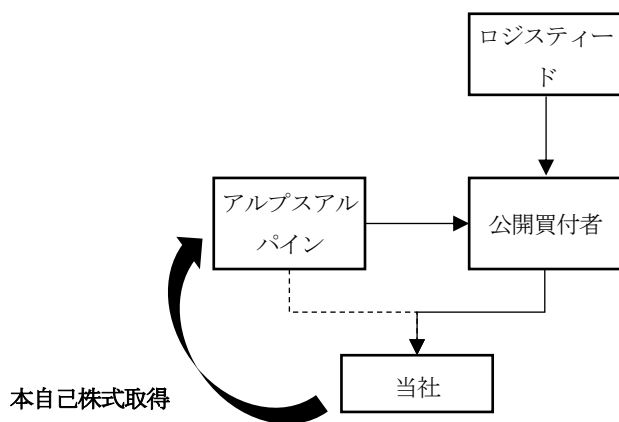 ロジスティー
ド
アルプスアル
パイン
公開買付者
当社
本自己株式取得